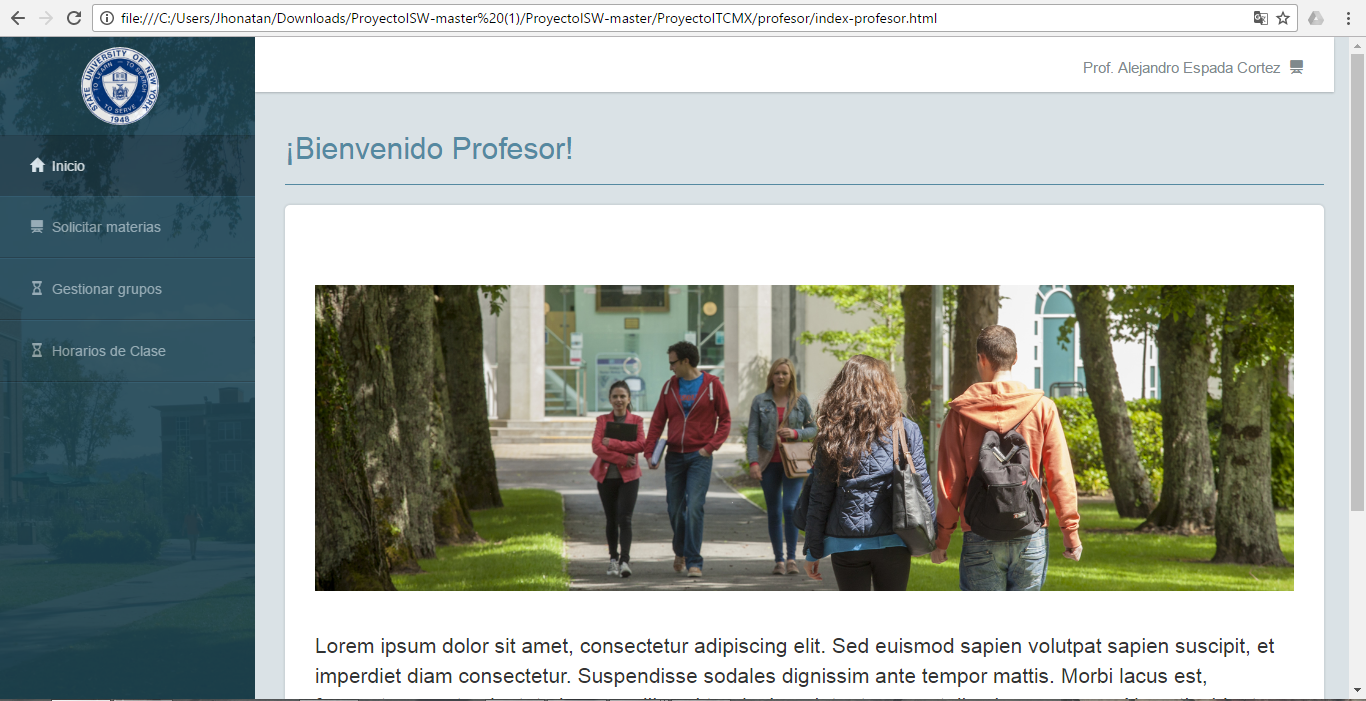 file:///C:/Users/Jhonatan/Downloads/ProyectoISW-master%20(1)/ProyectoISW-master/ProyectoITCMX/profesor/index-profesor.html
STATE UNIVERSITY OF NEW YORK
TO LEARN TO SEARCH
TO SERVE
1948
Prof. Alejandro Espada Cortez
Inicio
Solicitar materias
Gestionar grupos
Horarios de Clase
¡Bienvenido Profesor!
Lorem ipsum dolor sit amet, consectetur adipiscing elit. Sed euismod sapien volutpat sapien suscipit, et
imperdiet diam consectetur. Suspendisse sodales dignissim ante tempor mattis. Morbi lacus est,